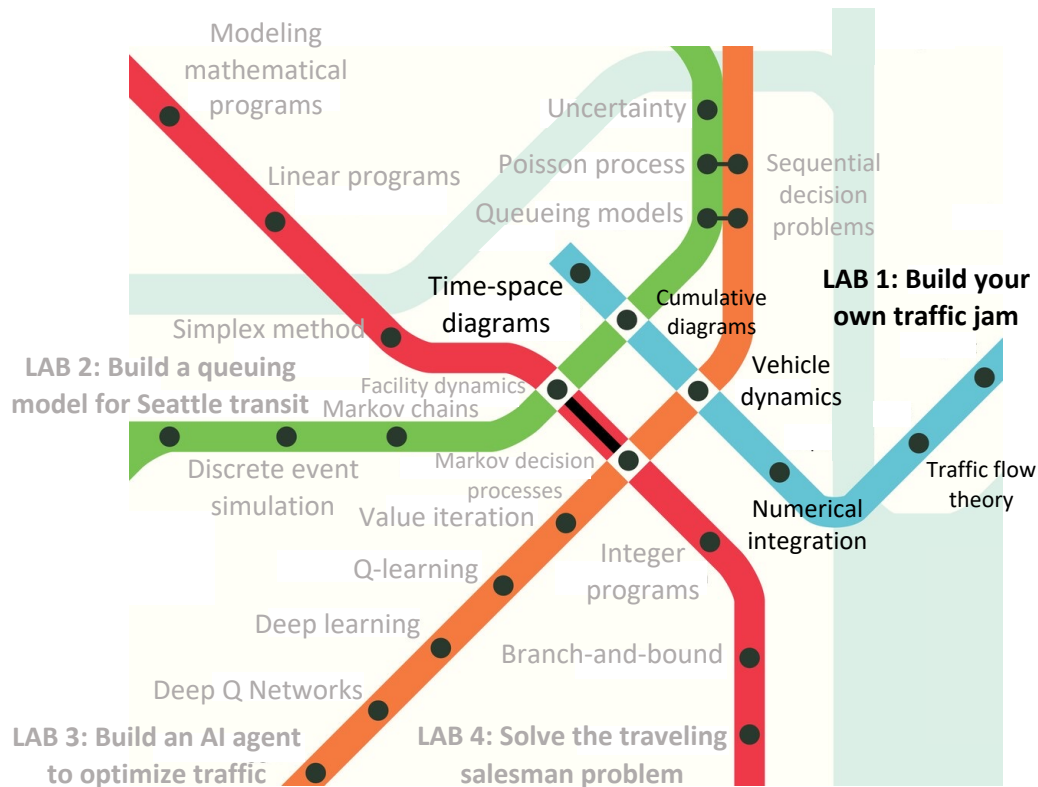 Modeling
mathematical
programs
Linear programs
Uncertainty
Poisson process
Queueing models
Sequential
decision
problems
Time-space
diagrams
Cumulative
diagrams
LAB 1: Build your
own traffic jam
Simplex method
LAB 2: Build a queuing
model for Seattle transit
Facility dynamics
Markov chains
Vehicle
dynamics
Discrete event
simulation
Markov decision
processes
Traffic flow
theory
Numerical
integration
Value iteration
Integer
programs
Q-learning
Deep learning
Branch-and-bound
Deep Q Networks
LAB 3: Build an AI agent
to optimize traffic
LAB 4: Solve the traveling
salesman problem